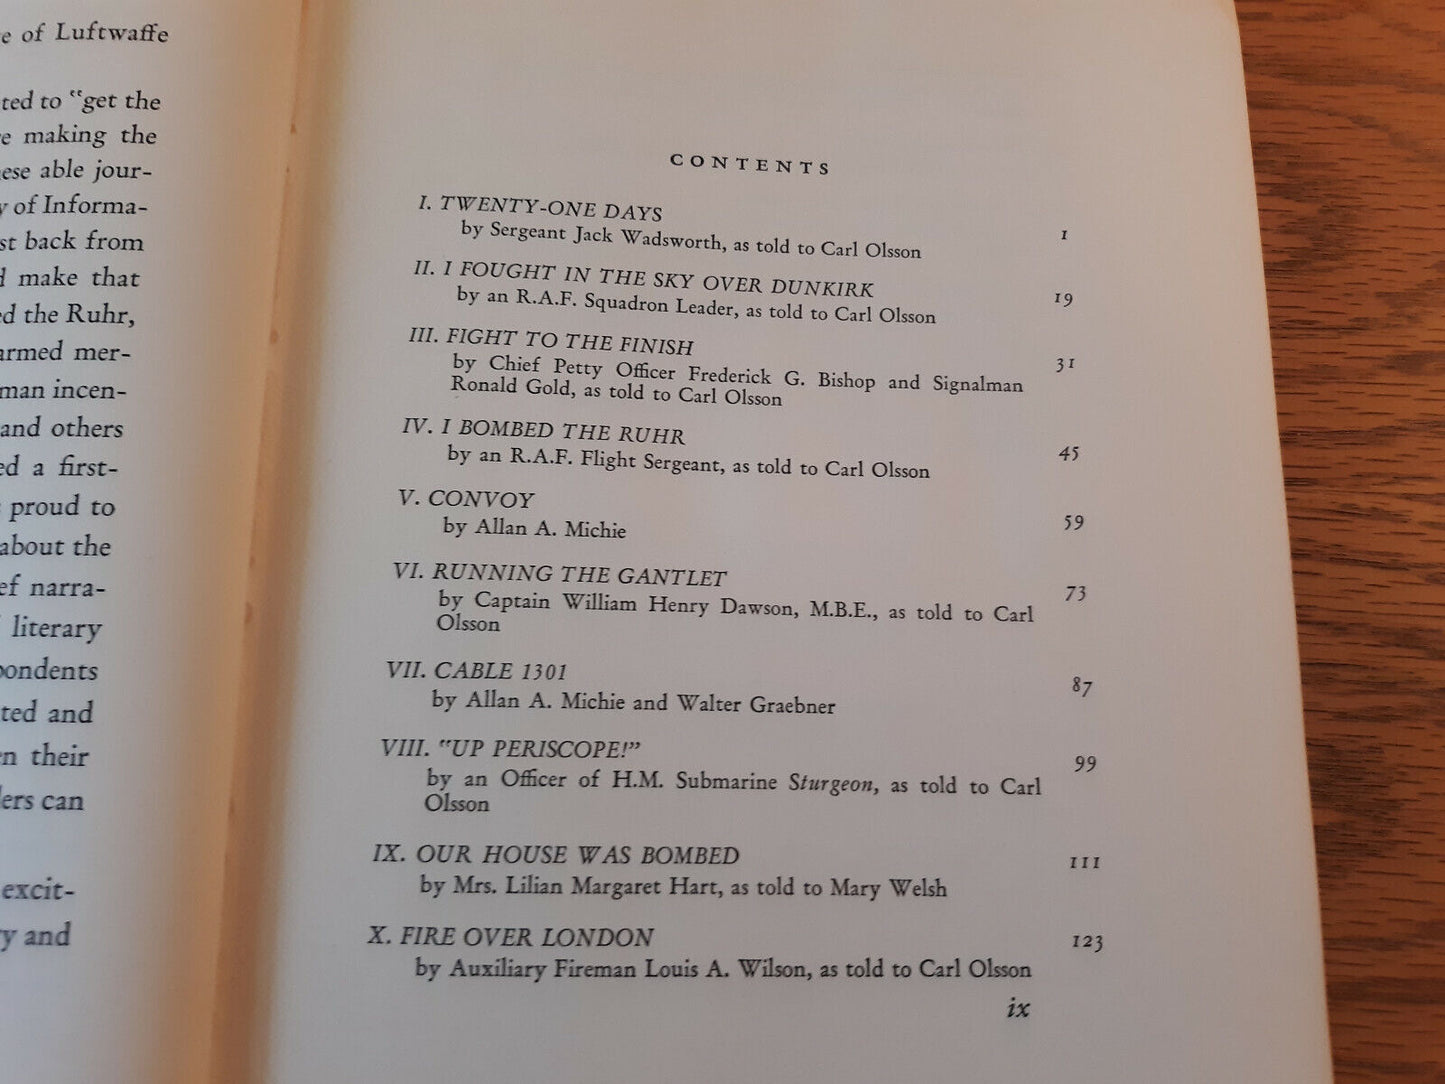 e of Luftwaffe
ted to "get the
e making the
ese able jour-
y of Informa-
st back from
d make that
ed the Ruhr,
armed mer-
man incen-
and others
ed a first-
proud to
about the
ef narra-
literary
pondents
ted and
n their
ders can
excit-
y and
CONTENTS
I. TWENTY-ONE DAYS
by Sergeant Jack Wadsworth, as told to Carl Olsson 1
II. I FOUGHT IN THE SKY OVER DUNKIRK
by an R.A.F. Squadron Leader, as told to Carl Olsson 19
III. FIGHT TO THE FINISH
by Chief Petty Officer Frederick G. Bishop and Signalman 31
Ronald Gold, as told to Carl Olsson
IV. I BOMBED THE RUHR
by an R.A.F. Flight Sergeant, as told to Carl Olsson 45
V. CONVOY
by Allan A. Michie 59
VI. RUNNING THE GANTLET
by Captain William Henry Dawson, M.B.E., as told to Carl 73
Olsson
VII. CABLE 1301
by Allan A. Michie and Walter Graebner 87
VIII. "UP PERISCOPE!"
by an Officer of H.M. Submarine Sturgeon, as told to Carl 99
Olsson
IX. OUR HOUSE WAS BOMBED
by Mrs. Lilian Margaret Hart, as told to Mary Welsh 111
X. FIRE OVER LONDON
by Auxiliary Fireman Louis A. Wilson, as told to Carl Olsson 123
ix